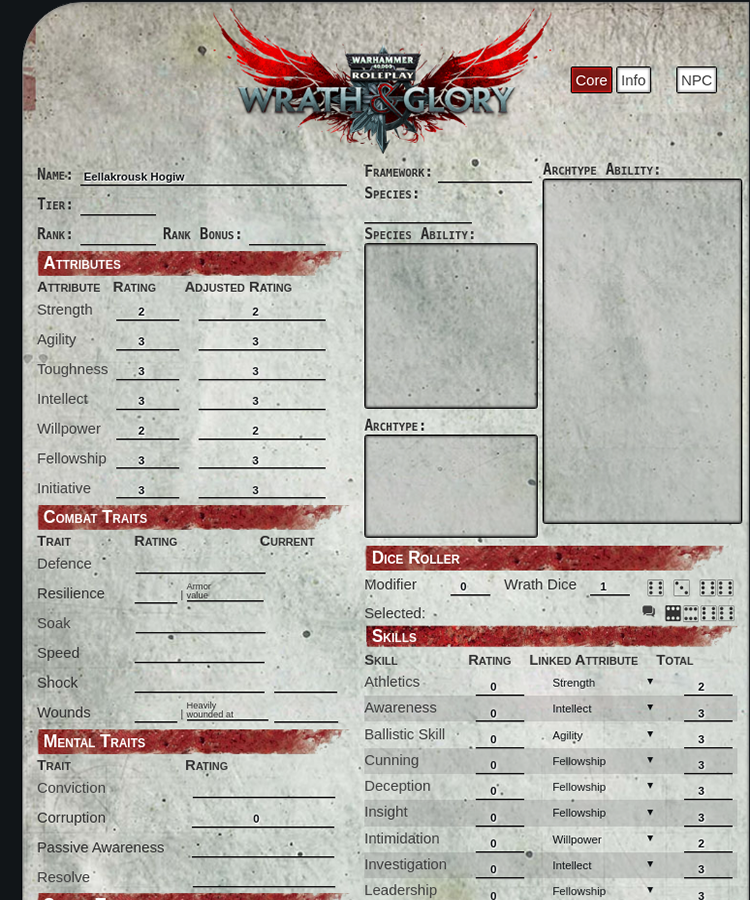 WARHAMMER
40,000
ROLEPLAY
WRATH & GLORY
Core Info NPC
Name: Eellakrousk Hogiw
Tier:
Rank: Rank Bonus:
Framework:
Species:
Species Ability:
Archtype:
Archtype Ability:
Attributes
Attribute Rating Adjusted Rating
Strength 2 2
Agility 3 3
Toughness 3 3
Intellect 3 3
Willpower 2 2
Fellowship 3 3
Initiative 3 3
Combat Traits
Trait Rating Current
Defence
Resilience | Armor value
Soak
Speed
Shock
Wounds | Heavily wounded at
Mental Traits
Trait Rating
Conviction
Corruption 0
Passive Awareness
Resolve
Dice Roller
Modifier 0 Wrath Dice 1
Selected:
Skills
Skill Rating Linked Attribute Total
Athletics 0 Strength 2
Awareness 0 Intellect 3
Ballistic Skill 0 Agility 3
Cunning 0 Fellowship 3
Deception 0 Fellowship 3
Insight 0 Fellowship 3
Intimidation 0 Willpower 2
Investigation 0 Intellect 3
Leadership 0 Fellowship 3